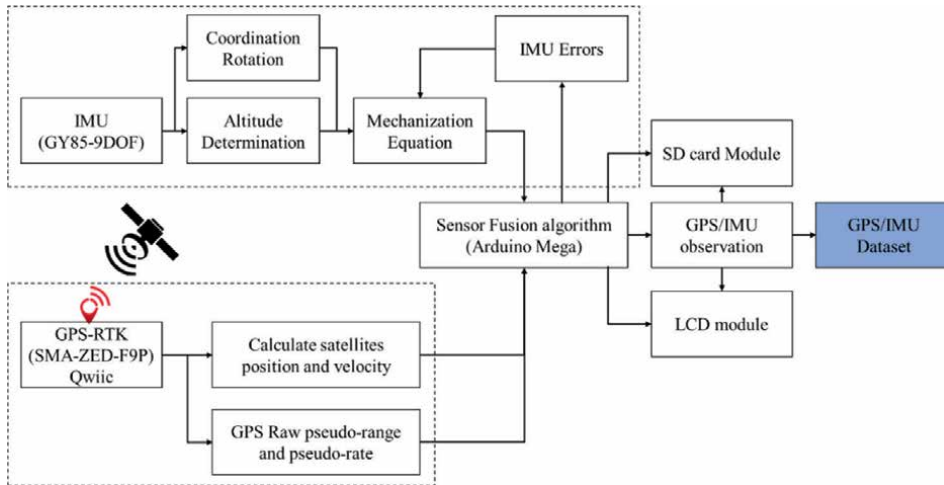 Coordination
Rotation
IMU Errors
IMU
(GY85-9DOF)
Altitude
Determination
Mechanization
Equation
SD card Module
Sensor Fusion algorithm
(Arduino Mega)
GPS/IMU
observation
GPS/IMU
Dataset
LCD module
GPS-RTK
(SMA-ZED-F9P)
Qwiic
Calculate satellites
position and velocity
GPS Raw pseudo-range
and pseudo-rate